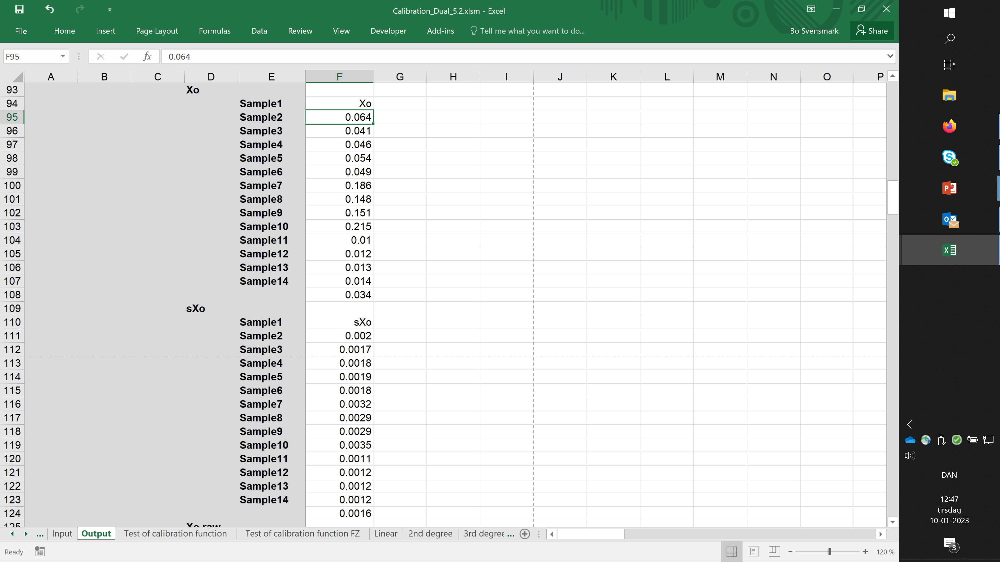 Calibration_Dual_5.2.xlsm - Excel
File Home Insert Page Layout Formulas Data Review View Developer Add-ins Tell me what you want to do... Bo Svensmark Share
F95 fx 0.064
A B C D E F G H I J K L M N O P
93 Xo
94 Sample1 Xo
95 Sample2 0.064
96 Sample3 0.041
97 Sample4 0.046
98 Sample5 0.054
99 Sample6 0.049
100 Sample7 0.186
101 Sample8 0.148
102 Sample9 0.151
103 Sample10 0.215
104 Sample11 0.01
105 Sample12 0.012
106 Sample13 0.013
107 Sample14 0.014
108 0.034
109 sXo
110 Sample1 sXo
111 Sample2 0.002
112 Sample3 0.0017
113 Sample4 0.0018
114 Sample5 0.0019
115 Sample6 0.0018
116 Sample7 0.0032
117 Sample8 0.0029
118 Sample9 0.0029
119 Sample10 0.0035
120 Sample11 0.0011
121 Sample12 0.0012
122 Sample13 0.0012
123 Sample14 0.0012
124 0.0016
125 Xo raw
... Input Output Test of calibration function Test of calibration function FZ Linear 2nd degree 3rd degree ...
Ready 120 %
DAN
12:47
tirsdag
10-01-2023
3